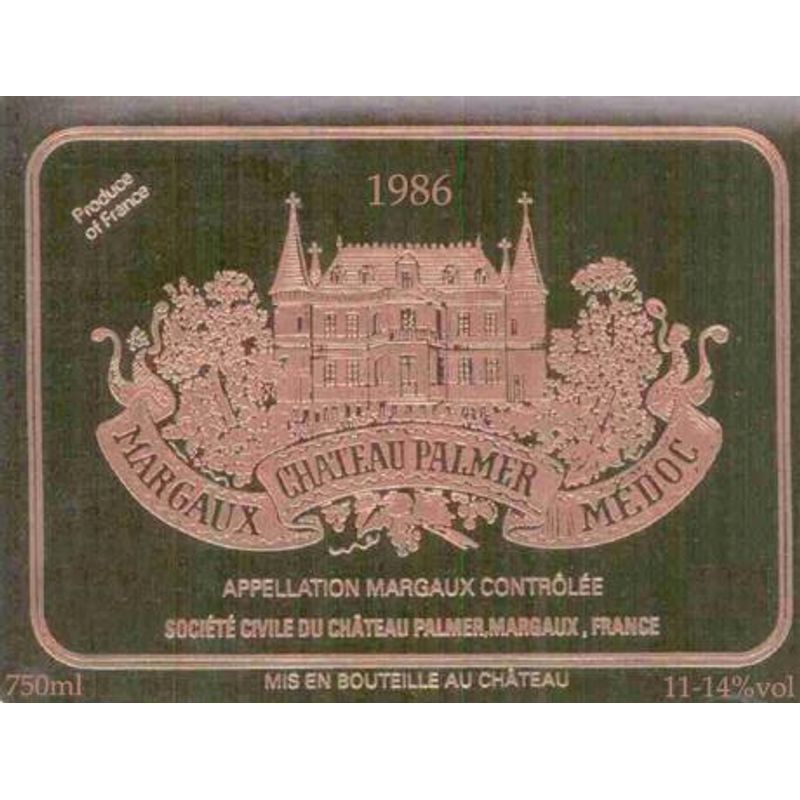 Produce
of France
1986
MARGAUX
CHATEAU PALMER
MÉDOC
APPELLATION MARGAUX CONTRÔLÉE
SOCIÉTÉ CIVILE DU CHÂTEAU PALMER, MARGAUX, FRANCE
MIS EN BOUTEILLE AU CHÂTEAU
750ml
11-14%vol